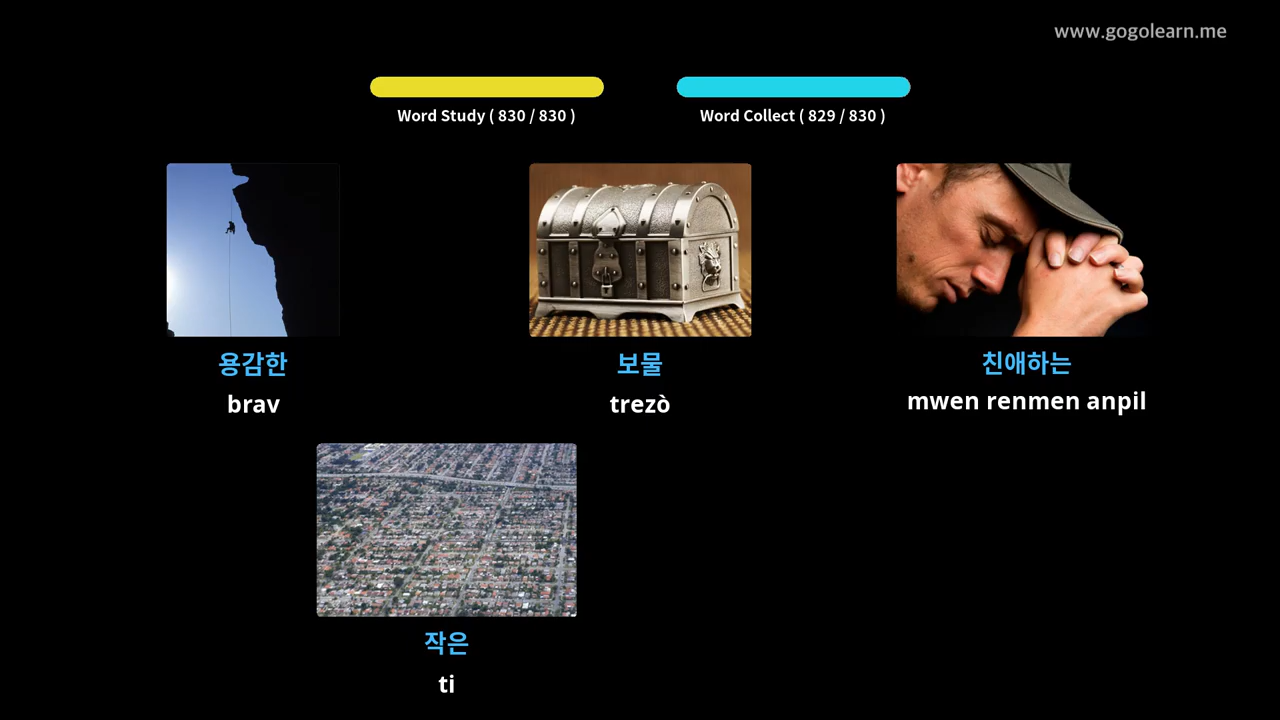 www.gogolearn.me
Word Study ( 830 / 830 )
Word Collect ( 829 / 830 )
용감한
brav
보물
trezò
친애하는
mwen renmen anpil
작은
ti